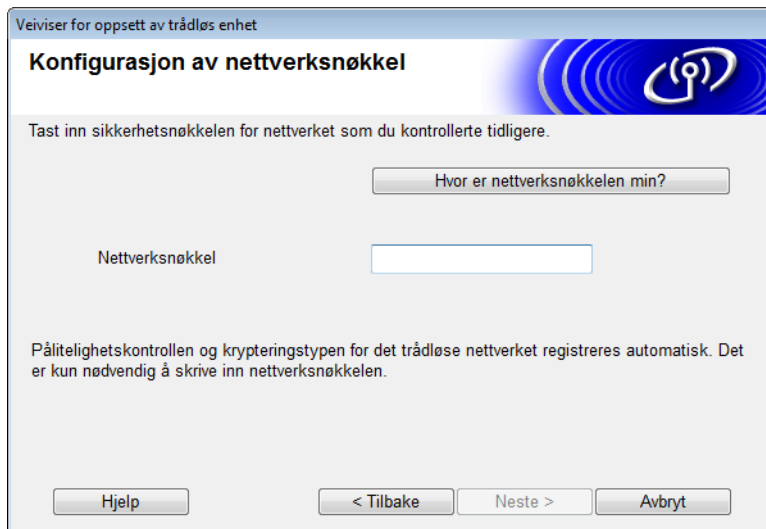 Veiviser for oppsett av trådløs enhet
Konfigurasjon av nettverksnøkkel
Tast inn sikkerhetsnøkkelen for nettverket som du kontrollerte tidligere.
Hvor er nettverksnøkkelen min?
Nettverksnøkkel
Pålitelighetskontrollen og krypteringstypen for det trådløse nettverket registreres automatisk. Det
er kun nødvendig å skrive inn nettverksnøkkelen.
Hjelp < Tilbake Neste > Avbryt